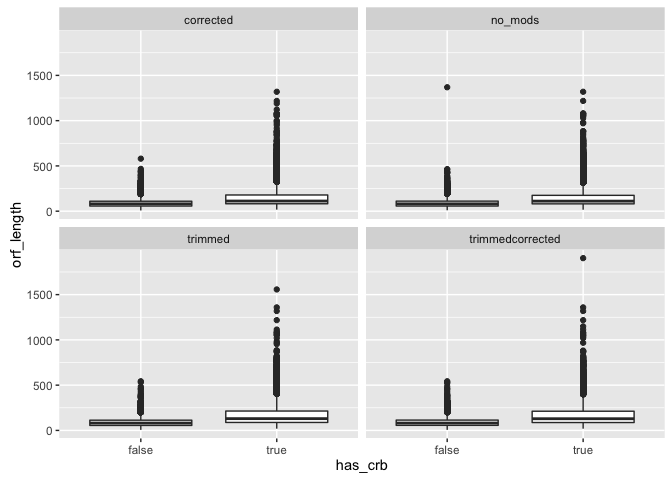 corrected
no_mods
1500
1000
500
0
orf_length
trimmed
trimmedcorrected
1500
1000
500
0
false
true
false
true
has_crb